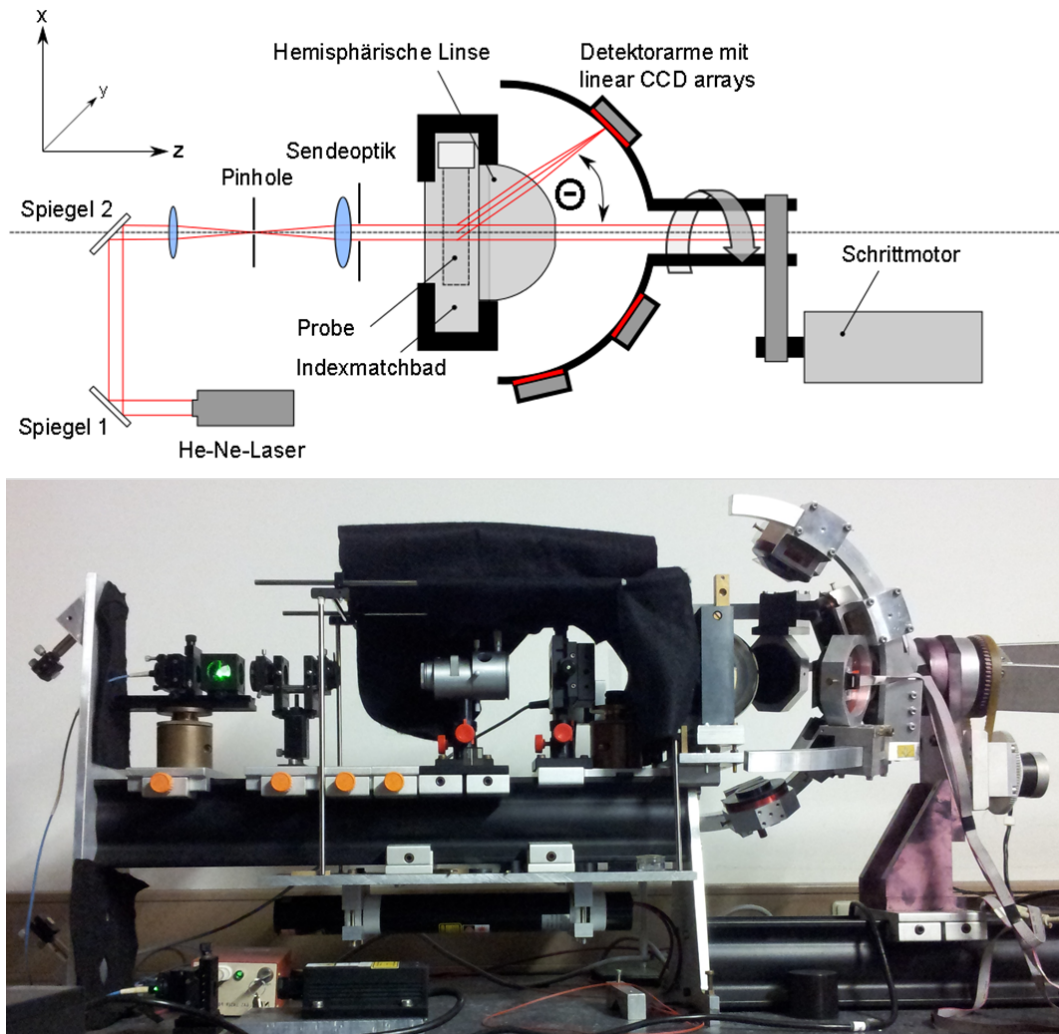 x
Hemisphärische Linse
Detektorarme mit
linear CCD arrays
y
z
Sendeoptik
Pinhole
Spiegel 2
Θ
Schrittmotor
Probe
Indexmatchbad
Spiegel 1
He-Ne-Laser